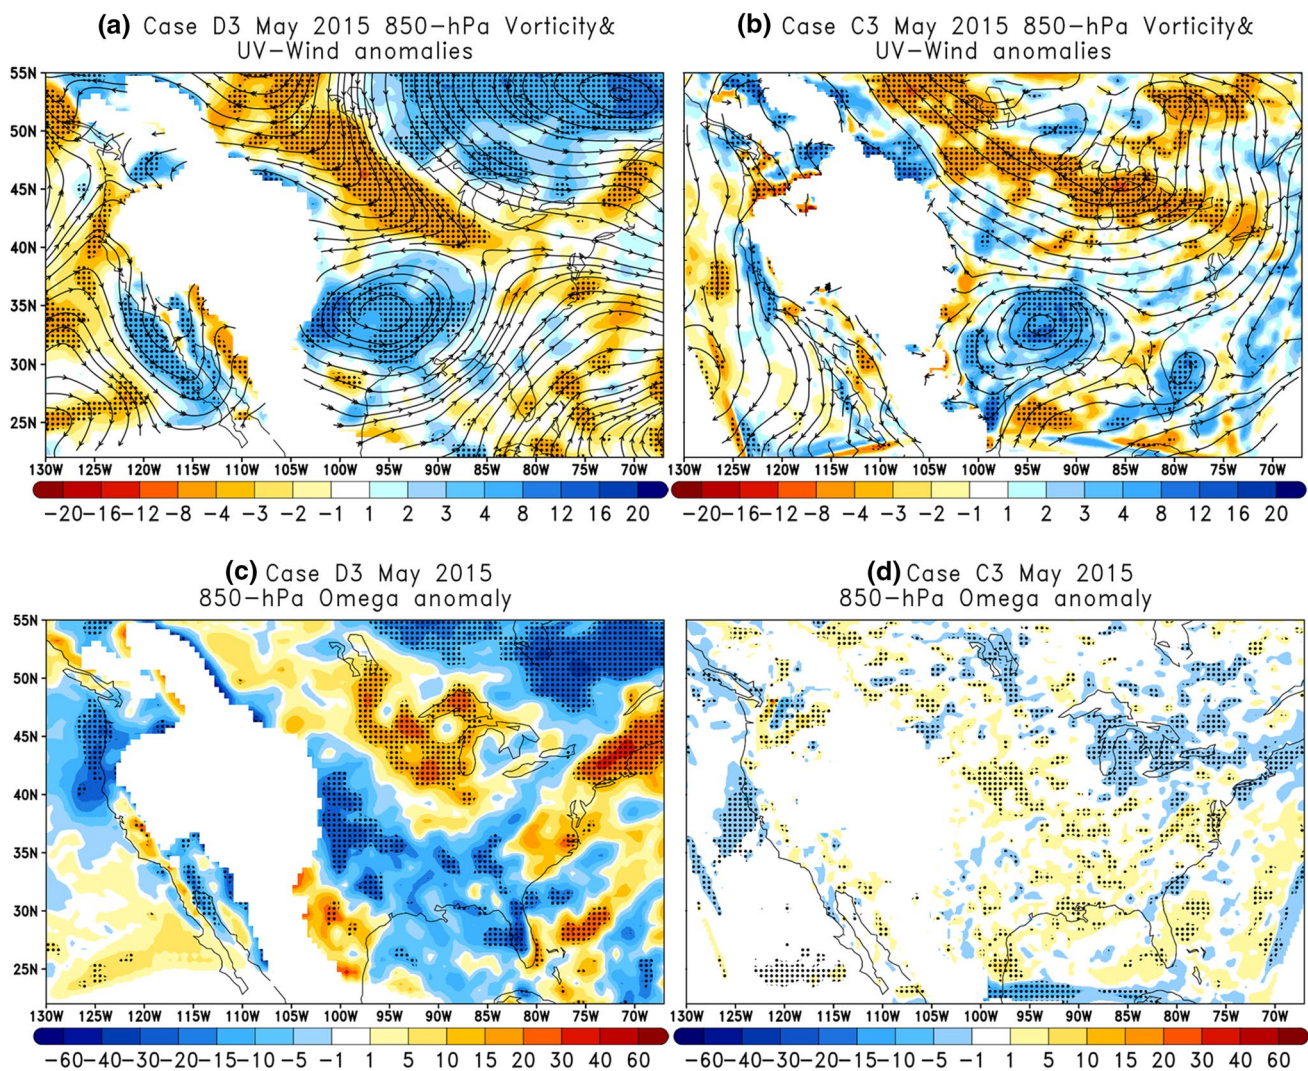 (a) Case D3 May 2015 850−hPa Vorticity&
UV−Wind anomalies
(b) Case C3 May 2015 850−hPa Vorticity&
UV−Wind anomalies
55N
50N
45N
40N
35N
30N
25N
130W 125W 120W 115W 110W 105W 100W 95W 90W 85W 80W 75W 70W
130W 125W 120W 115W 110W 105W 100W 95W 90W 85W 80W 75W 70W
−20 −16 −12 −8 −4 −3 −2 −1 1 2 3 4 8 12 16 20
−20 −16 −12 −8 −4 −3 −2 −1 1 2 3 4 8 12 16 20
(c) Case D3 May 2015
850−hPa Omega anomaly
(d) Case C3 May 2015
850−hPa Omega anomaly
55N
50N
45N
40N
35N
30N
25N
130W 125W 120W 115W 110W 105W 100W 95W 90W 85W 80W 75W 70W
130W 125W 120W 115W 110W 105W 100W 95W 90W 85W 80W 75W 70W
−60 −40 −30 −20 −15 −10 −5 −1 1 5 10 15 20 30 40 60
−60 −40 −30 −20 −15 −10 −5 −1 1 5 10 15 20 30 40 60